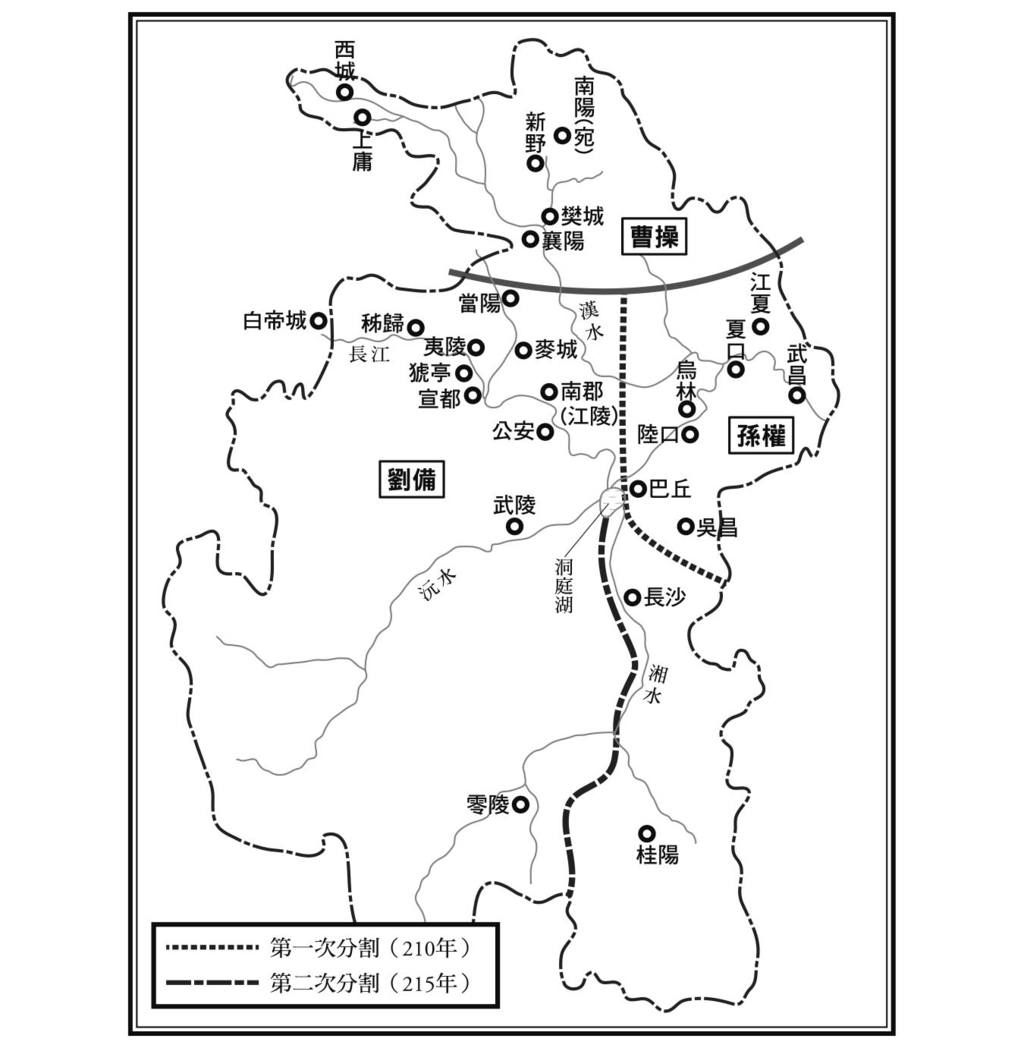 西城
上庸
南陽(宛)
新野
樊城
襄陽
曹操
當陽
漢水
江夏
白帝城
秭歸
長江
夷陵
猇亭
宣都
麥城
南郡
(江陵)
公安
夏口
武昌
烏林
陸口
孫權
劉備
巴丘
武陵
吳昌
洞庭湖
沅水
長沙
湘水
零陵
桂陽
第一次分割(210年)
第二次分割(215年)